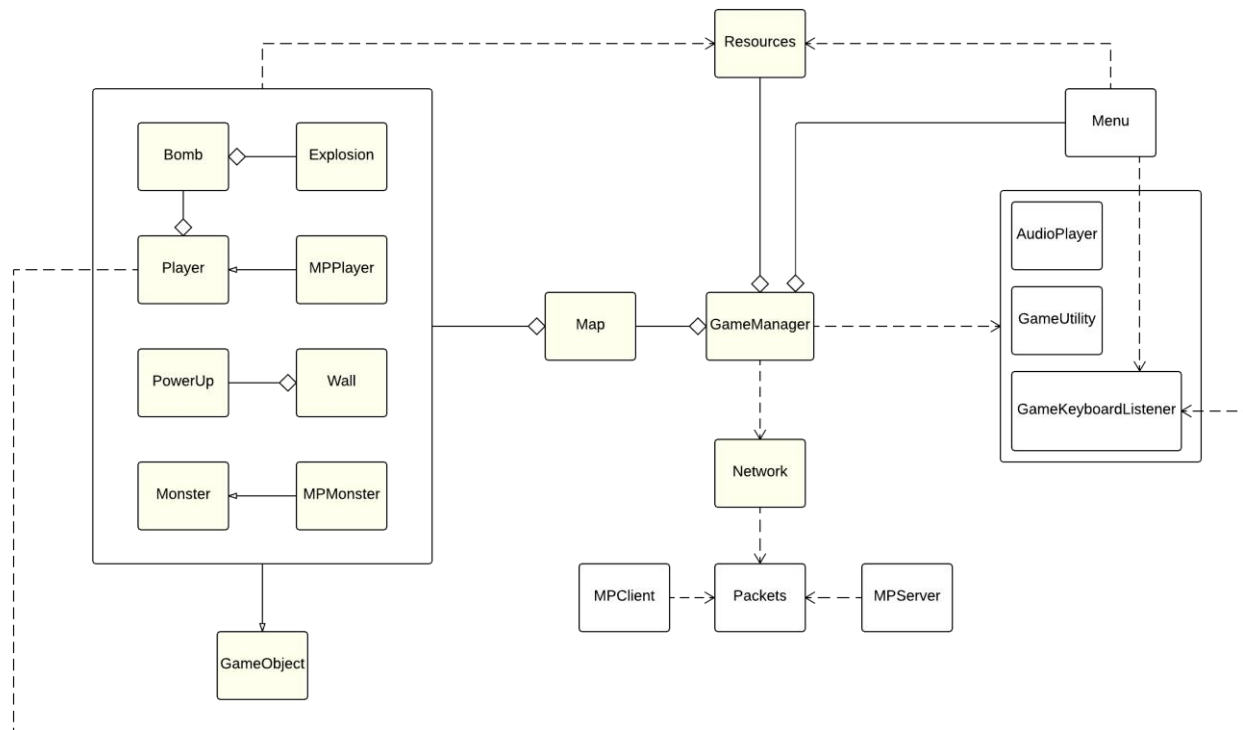 Resources
Menu
Bomb
Explosion
AudioPlayer
Player
MPPlayer
Map
GameManager
GameUtility
PowerUp
Wall
GameKeyboardListener
Network
Monster
MPMonster
MPClient
Packets
MPServer
GameObject